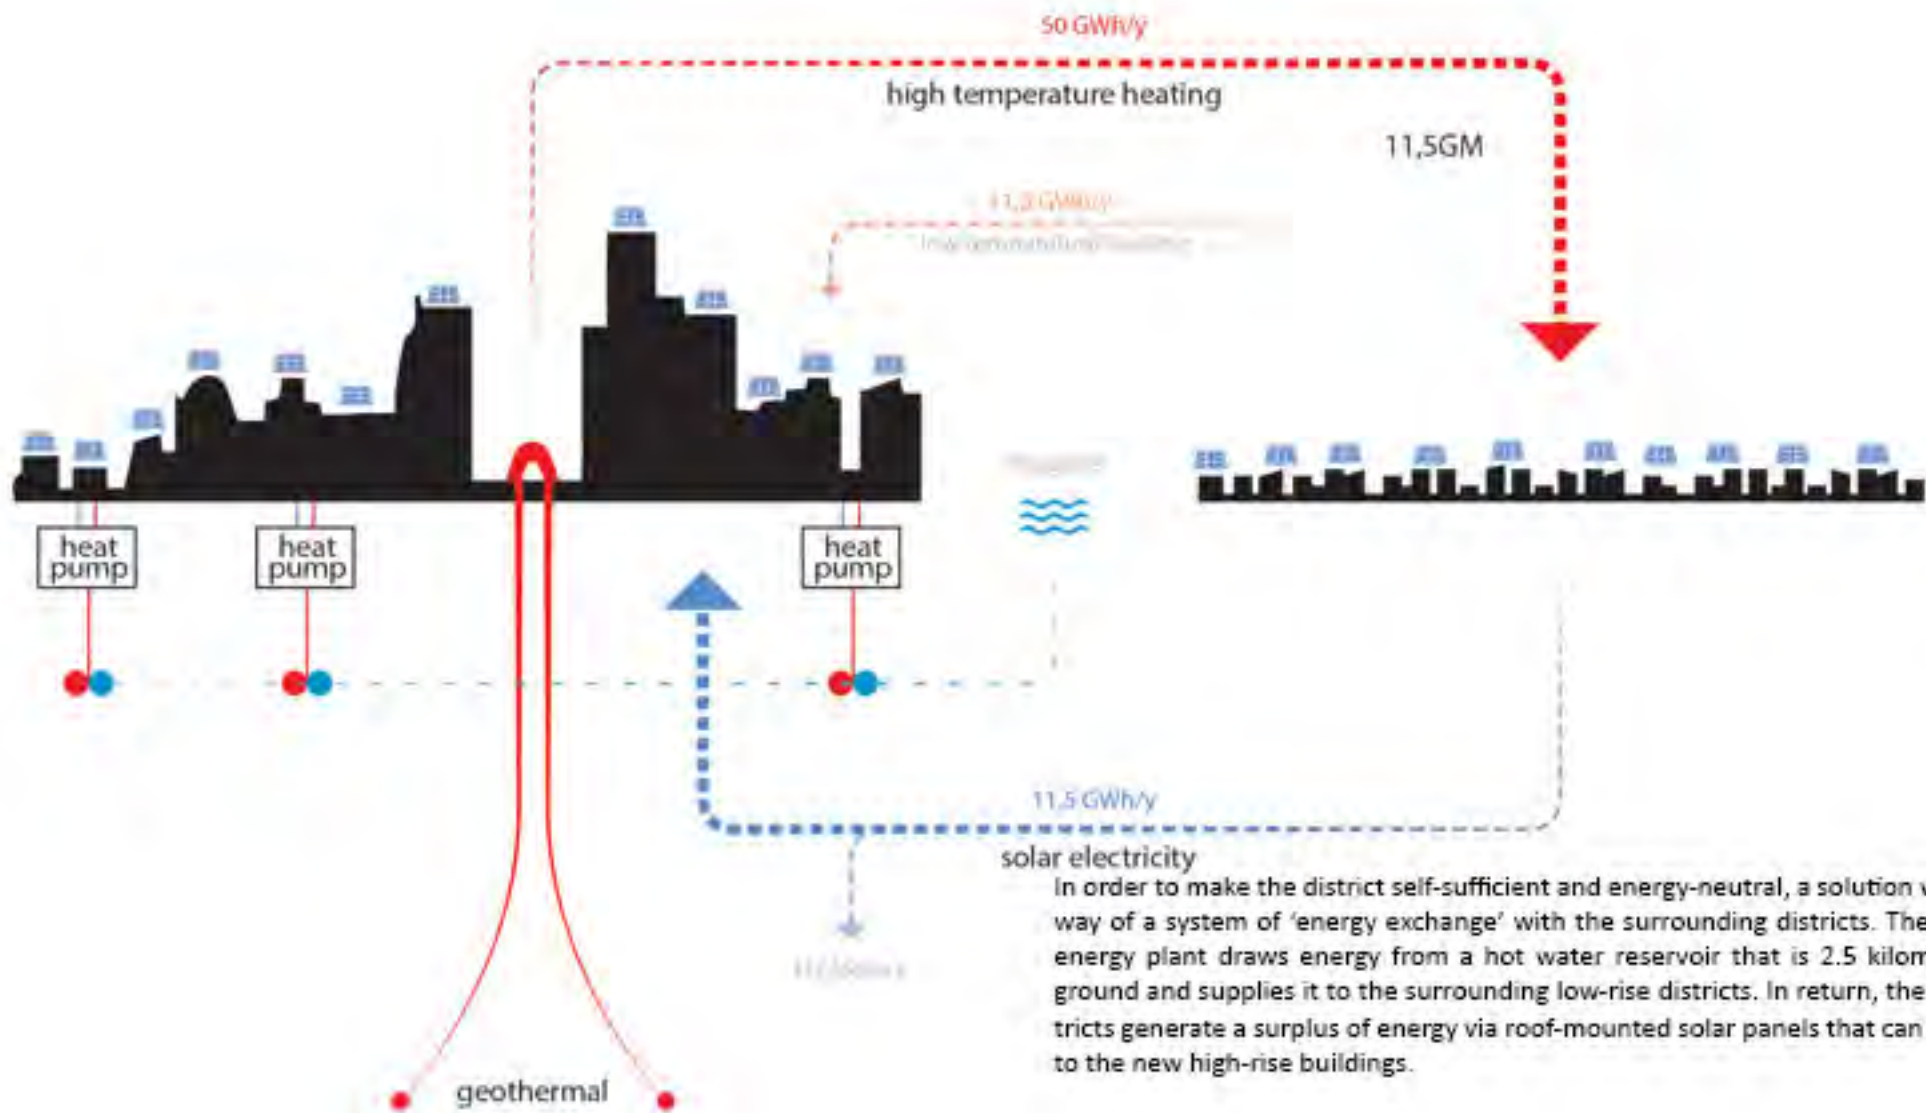 50 GWh/y
high temperature heating
11,5GM
heat
pump
heat
pump
heat
pump
11,5 GWh/y
solar electricity
In order to make the district self-sufficient and energy-neutral, a solution
way of a system of ‘energy exchange’ with the surrounding districts. The
energy plant draws energy from a hot water reservoir that is 2.5 kilom
ground and supplies it to the surrounding low-rise districts. In return, the
tricts generate a surplus of energy via roof-mounted solar panels that can
to the new high-rise buildings.
geothermal